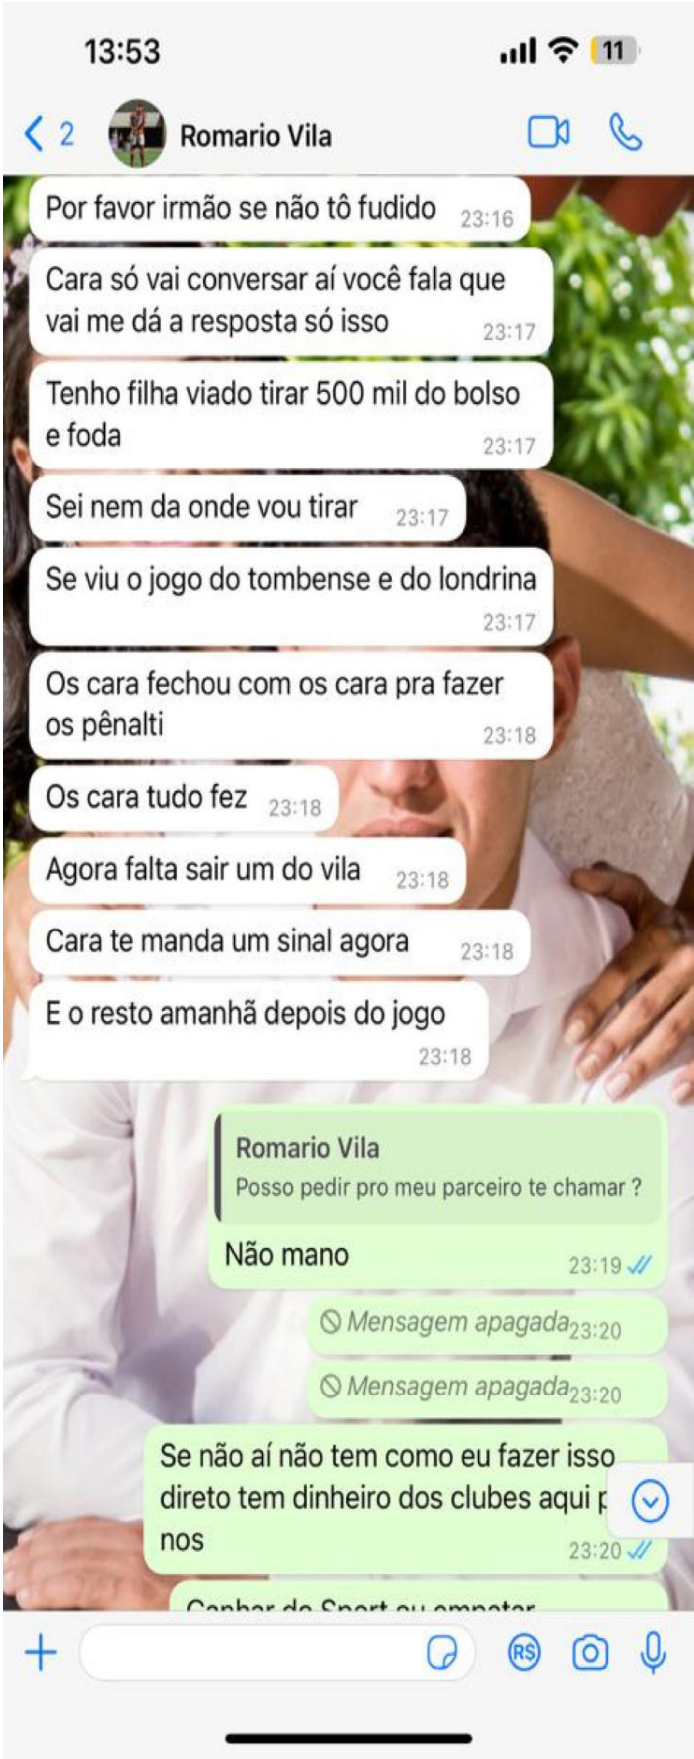 13:53
11
2
Romario Vila
Por favor irmão se não tô fudido 23:16
Cara só vai conversar aí você fala que
vai me dá a resposta só isso 23:17
Tenho filha viado tirar 500 mil do bolso
e foda 23:17
Sei nem da onde vou tirar 23:17
Se viu o jogo do tombense e do londrina
23:17
Os cara fechou com os cara pra fazer
os pênalti 23:18
Os cara tudo fez 23:18
Agora falta sair um do vila 23:18
Cara te manda um sinal agora 23:18
E o resto amanhã depois do jogo
23:18
Romario Vila
Posso pedir pro meu parceiro te chamar ?
Não mano 23:19
Mensagem apagada 23:20
Mensagem apagada 23:20
Se não aí não tem como eu fazer isso
direto tem dinheiro dos clubes aqui p
nos 23:20
Ganhar do Sport ou empatar
R$